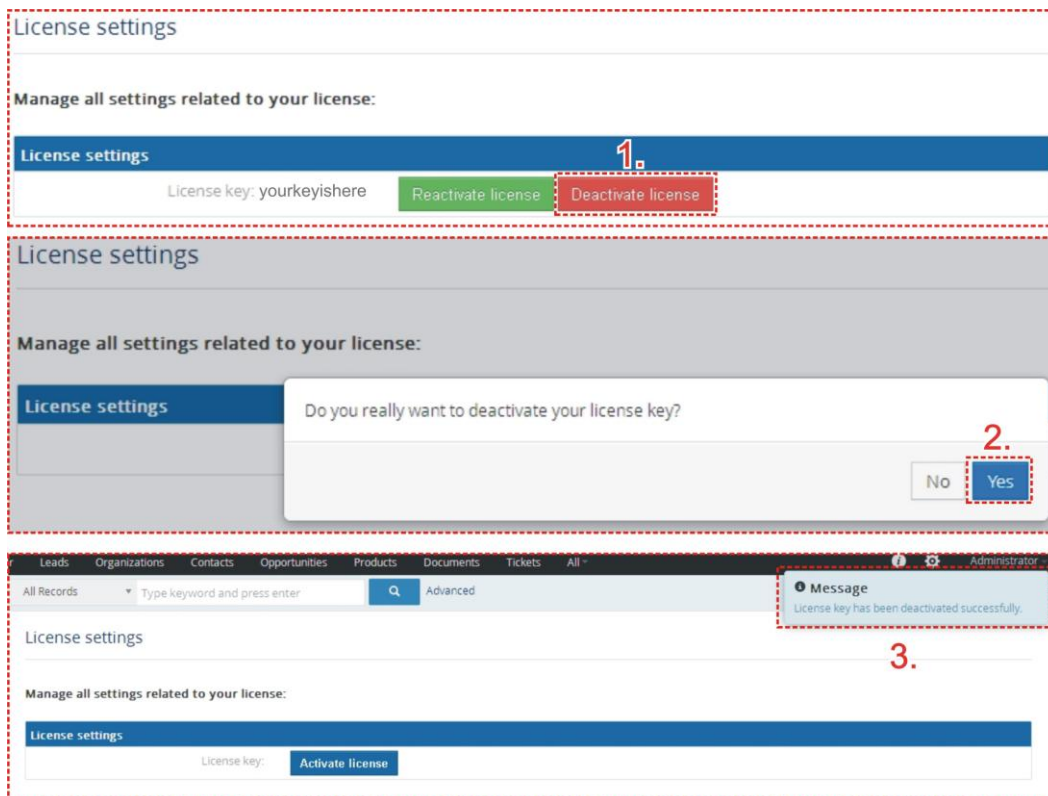 License settings
Manage all settings related to your license:
License settings
1.
License key: yourkeyishere Reactivate license Deactivate license
License settings
Manage all settings related to your license:
License settings
Do you really want to deactivate your license key?
2.
No Yes
r Leads Organizations Contacts Opportunities Products Documents Tickets All Administrator
All Records Type keyword and press enter Advanced
Message
License key has been deactivated successfully.
License settings
3.
Manage all settings related to your license:
License settings
License key: Activate license